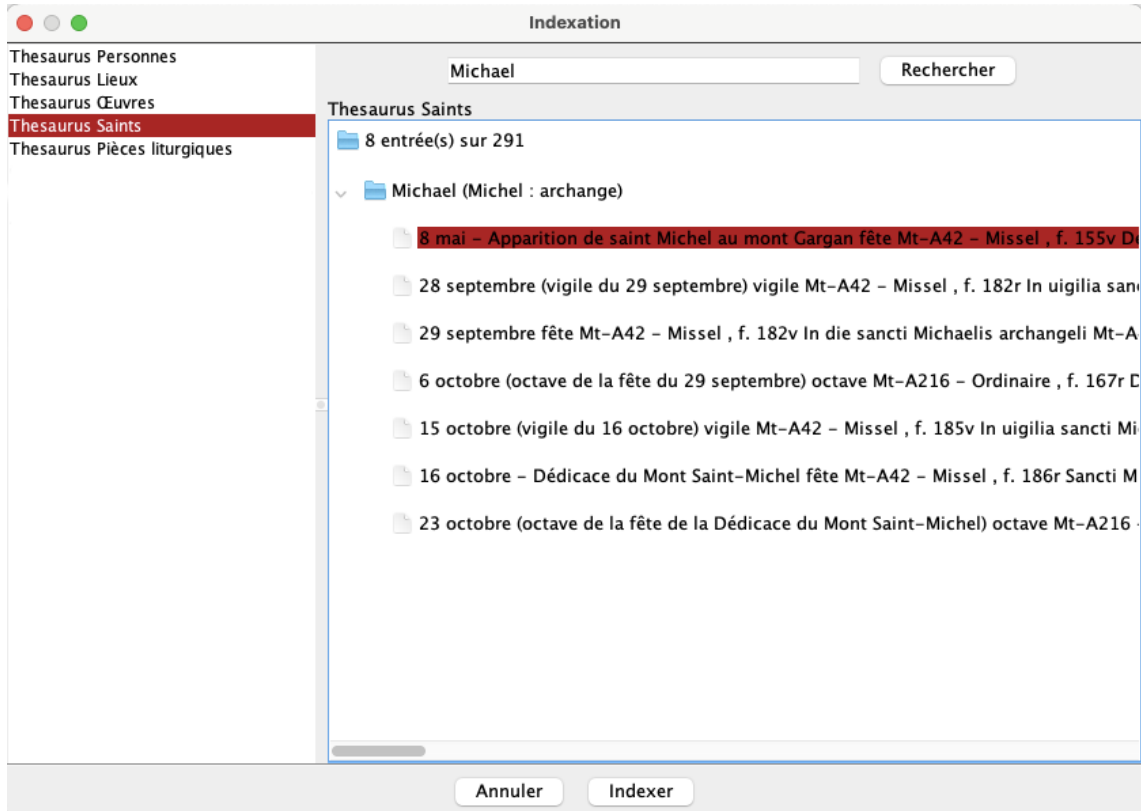 Indexation
Thesaurus Personnes
Thesaurus Lieux
Thesaurus Œuvres
Thesaurus Saints
Thesaurus Pièces liturgiques
Michael
Rechercher
Thesaurus Saints
8 entrée(s) sur 291
Michael (Michel : archange)
8 mai – Apparition de saint Michel au mont Gargan fête Mt-A42 – Missel , f. 155v
28 septembre (vigile du 29 septembre) vigile Mt-A42 – Missel , f. 182r In uigilia
29 septembre fête Mt-A42 – Missel , f. 182v In die sancti Michaelis archangeli
6 octobre (octave de la fête du 29 septembre) octave Mt-A216 – Ordinaire , f. 167r
15 octobre (vigile du 16 octobre) vigile Mt-A42 – Missel , f. 185v In uigilia sancti
16 octobre – Dédicace du Mont Saint-Michel fête Mt-A42 – Missel , f. 186r Sancti
23 octobre (octave de la fête de la Dédicace du Mont Saint-Michel) octave Mt-A216
Annuler
Indexer